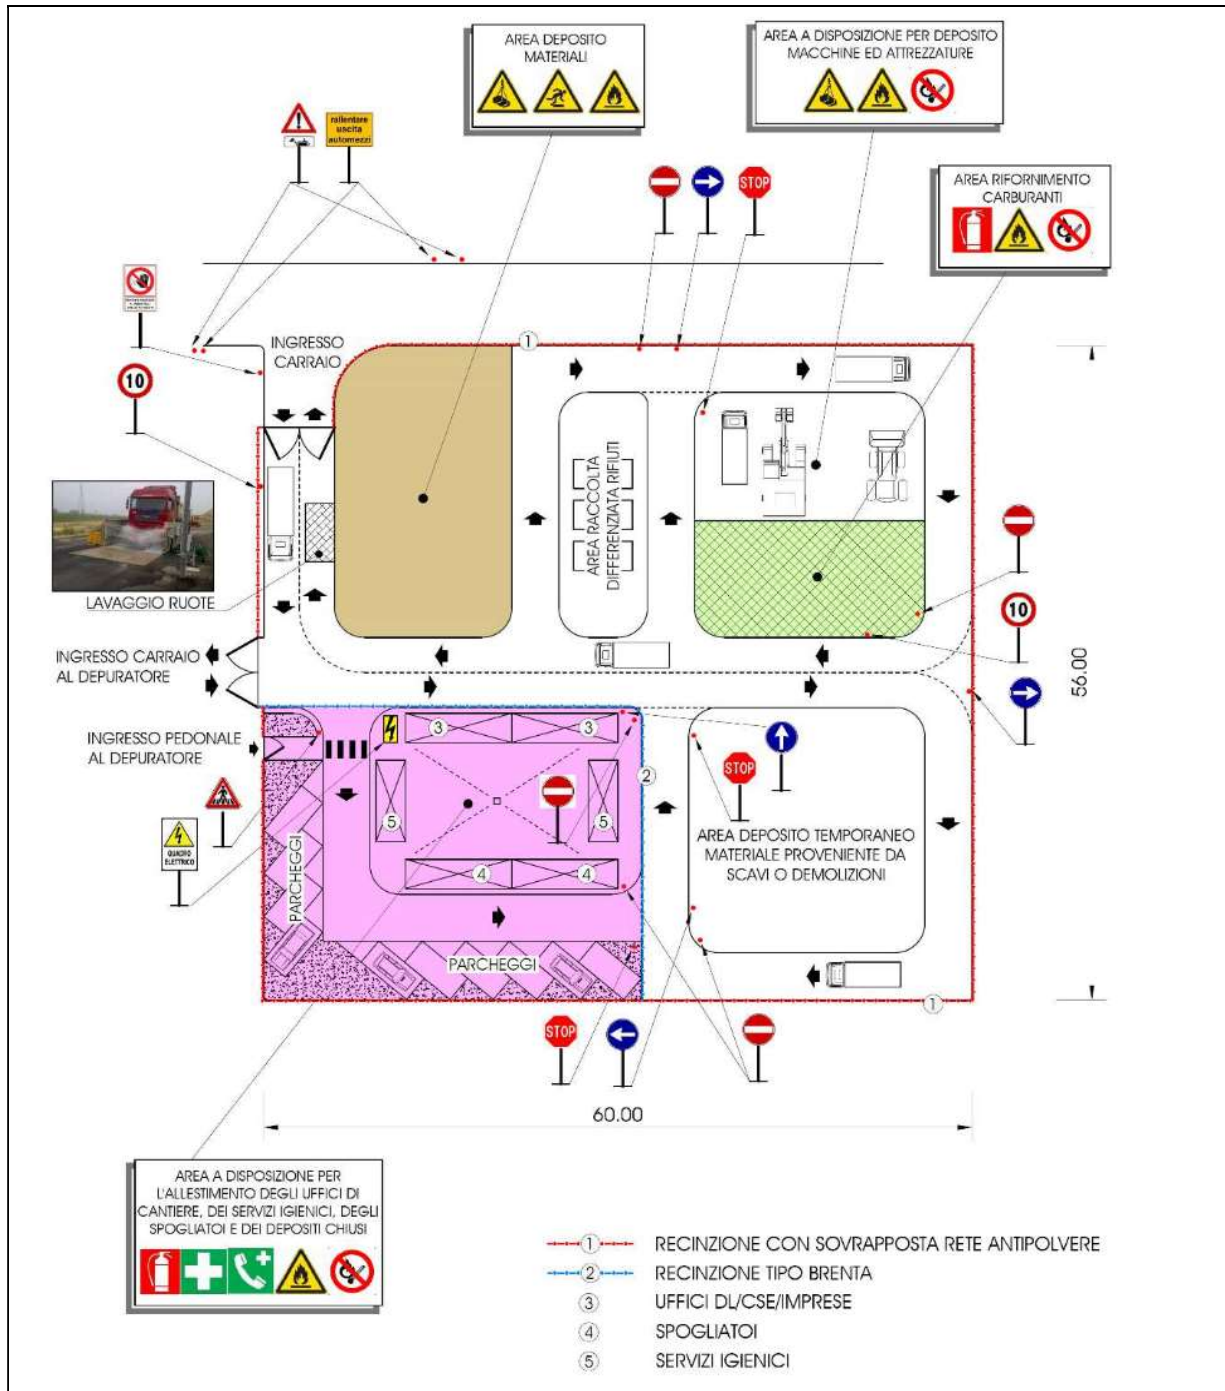 AREA DEPOSITO
MATERIALI
AREA A DISPOSIZIONE PER DEPOSITO
MACCHINE ED ATTREZZATURE
AREA RIFORNIMENTO
CARBURANTI
rallentare
uscita
automezzi
STOP
INGRESSO
CARRAIO
1
10
AREA RACCOLTA
DIFFERENZIATA RIFIUTI
LAVAGGIO RUOTE
10
INGRESSO CARRAIO
AL DEPURATORE
56.00
INGRESSO PEDONALE
AL DEPURATORE
3
3
2
STOP
5
5
QUADRO
ELETTRICO
AREA DEPOSITO TEMPORANEO
MATERIALE PROVENIENTE DA
SCAVI O DEMOLIZIONI
4
4
PARCHEGGI
PARCHEGGI
1
STOP
60.00
AREA A DISPOSIZIONE PER
L'ALLESTIMENTO DEGLI UFFICI DI
CANTIERE, DEI SERVIZI IGIENICI, DEGLI
SPOGLIATOI E DEI DEPOSITI CHIUSI
1 RECINZIONE CON SOVRAPPOSTA RETE ANTIPOLVERE
2 RECINZIONE TIPO BRENTA
3 UFFICI DL/CSE/IMPRESE
4 SPOGLIATOI
5 SERVIZI IGIENICI